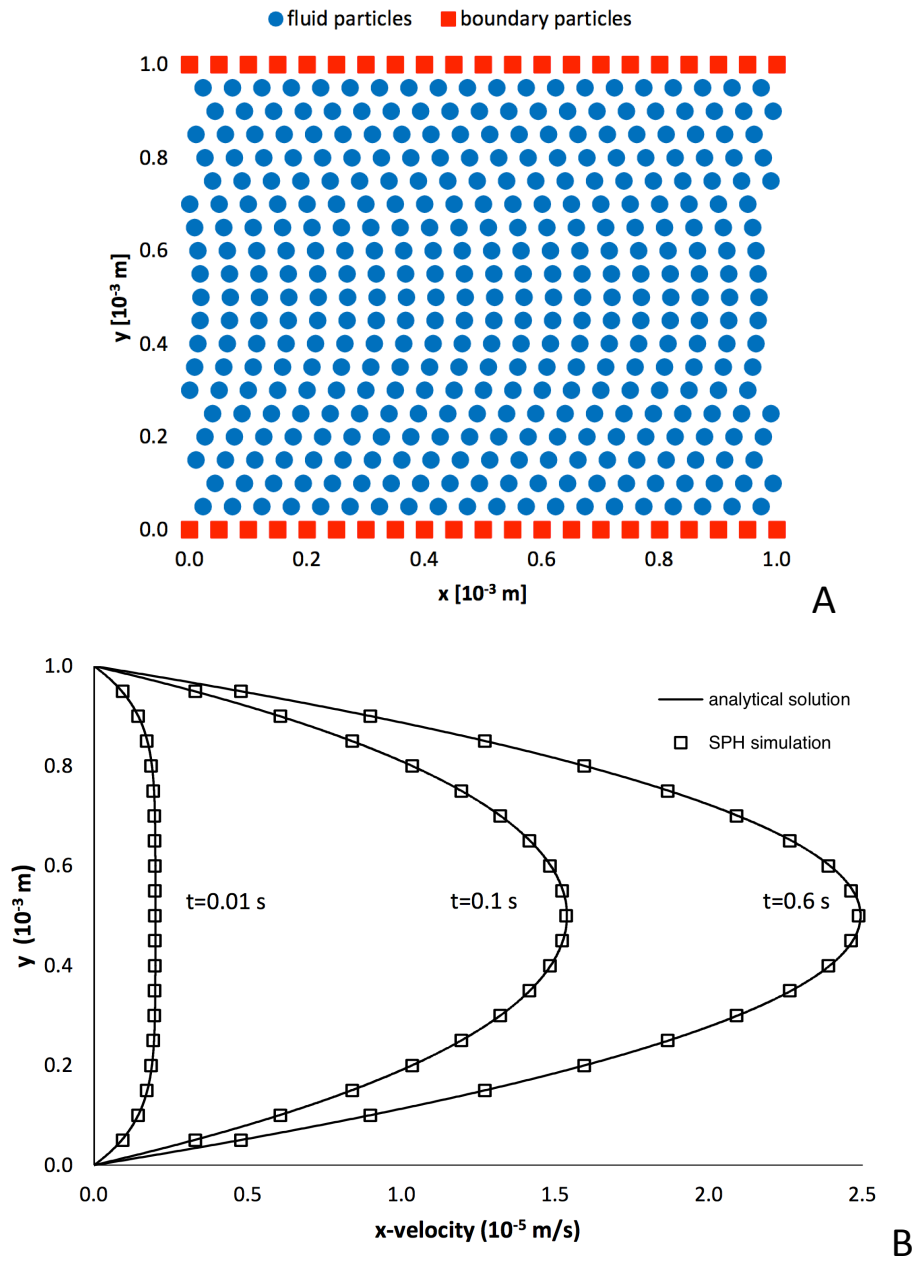 fluid particles boundary particles
1.0
0.8
0.6
0.4
0.2
0.0
y [10⁻³ m]
0.0 0.2 0.4 0.6 0.8 1.0
x [10⁻³ m]
A
1.0
0.8
0.6
0.4
0.2
0.0
y (10⁻³ m)
analytical solution
SPH simulation
t=0.01 s t=0.1 s t=0.6 s
0.0 0.5 1.0 1.5 2.0 2.5
x-velocity (10⁻⁵ m/s)
B